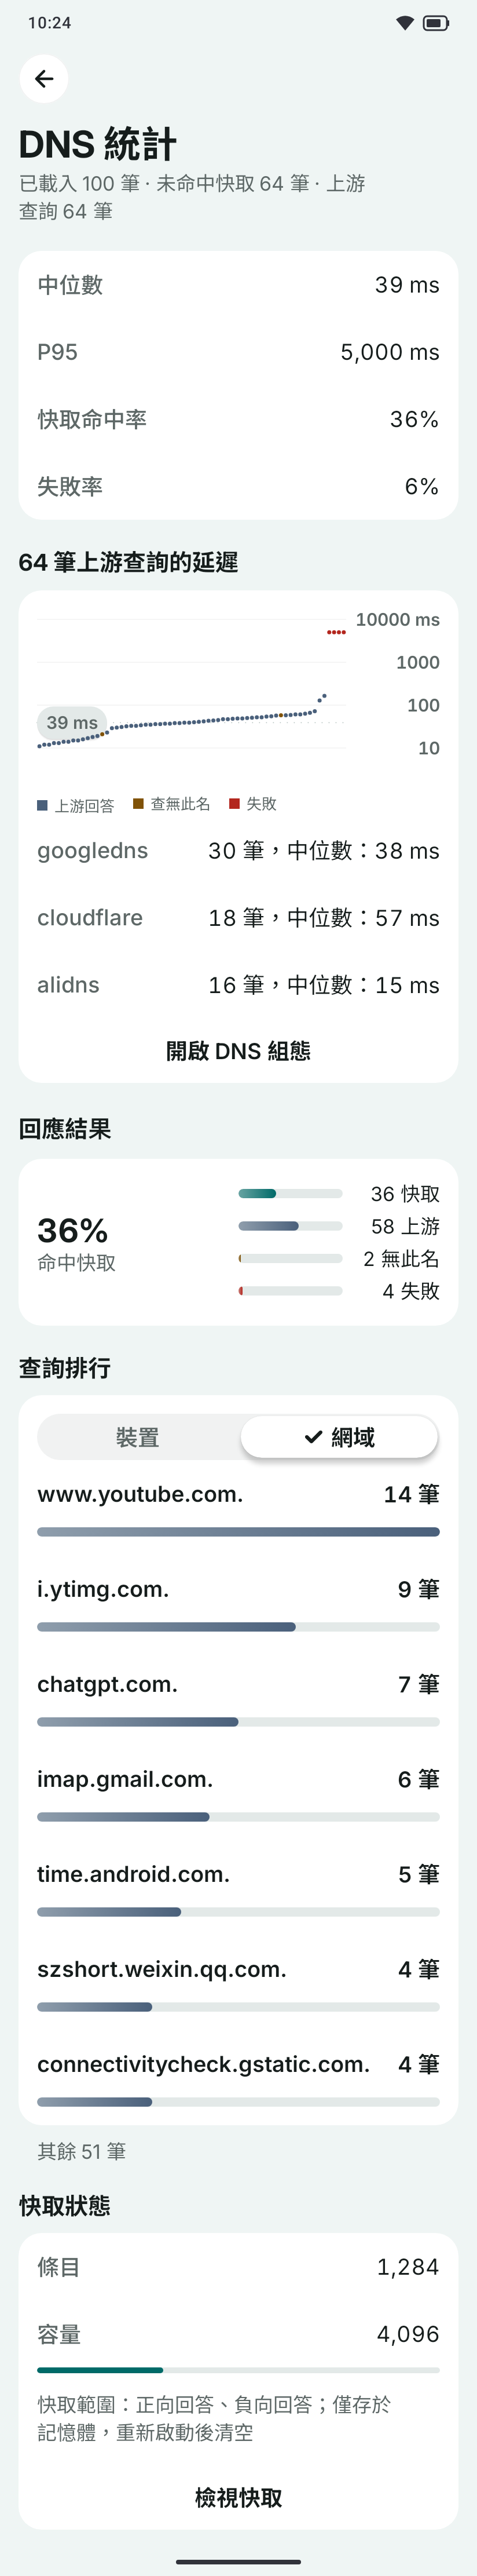 10:24
DNS 統計
已載入 100 筆 · 未命中快取 64 筆 · 上游
查詢 64 筆
中位數 39 ms
P95 5,000 ms
快取命中率 36%
失敗率 6%
64 筆上游查詢的延遲
10000 ms
1000
100
39 ms
10
上游回答 查無此名 失敗
googledns 30 筆，中位數：38 ms
cloudflare 18 筆，中位數：57 ms
alidns 16 筆，中位數：15 ms
開啟 DNS 組態
回應結果
36%
命中快取
36 快取
58 上游
2 無此名
4 失敗
查詢排行
裝置 網域
www.youtube.com. 14 筆
i.ytimg.com. 9 筆
chatgpt.com. 7 筆
imap.gmail.com. 6 筆
time.android.com. 5 筆
szshort.weixin.qq.com. 4 筆
connectivitycheck.gstatic.com. 4 筆
其餘 51 筆
快取狀態
條目 1,284
容量 4,096
快取範圍：正向回答、負向回答；僅存於
記憶體，重新啟動後清空
檢視快取